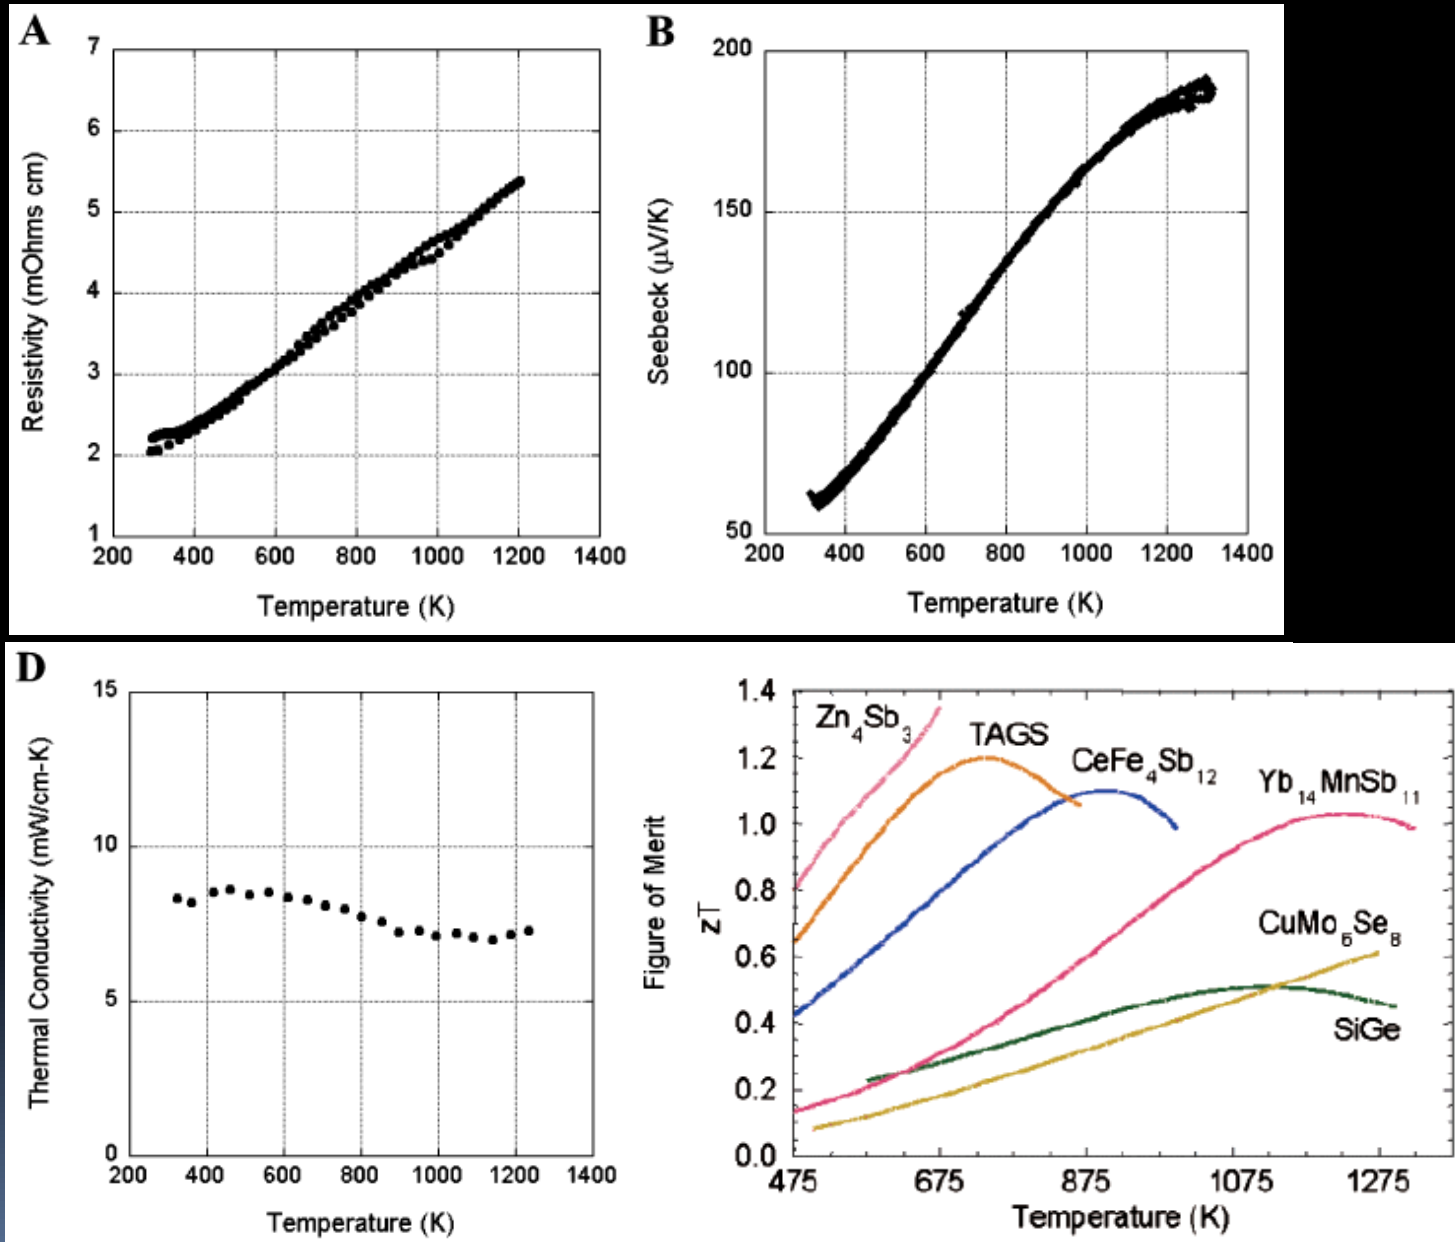 A
Resistivity (mOhms cm)
7
6
5
4
3
2
1
200 400 600 800 1000 1200 1400
Temperature (K)
B
Seebeck (μV/K)
200
150
100
50
200 400 600 800 1000 1200 1400
Temperature (K)
D
Thermal Conductivity (mW/cm-K)
15
10
5
0
200 400 600 800 1000 1200 1400
Temperature (K)
Figure of Merit
zT
1.4
1.2
1.0
0.8
0.6
0.4
0.2
0.0
Zn4Sb3
TAGS
CeFe4Sb12
Yb14MnSb11
CuMo6Se8
SiGe
475 675 875 1075 1275
Temperature (K)